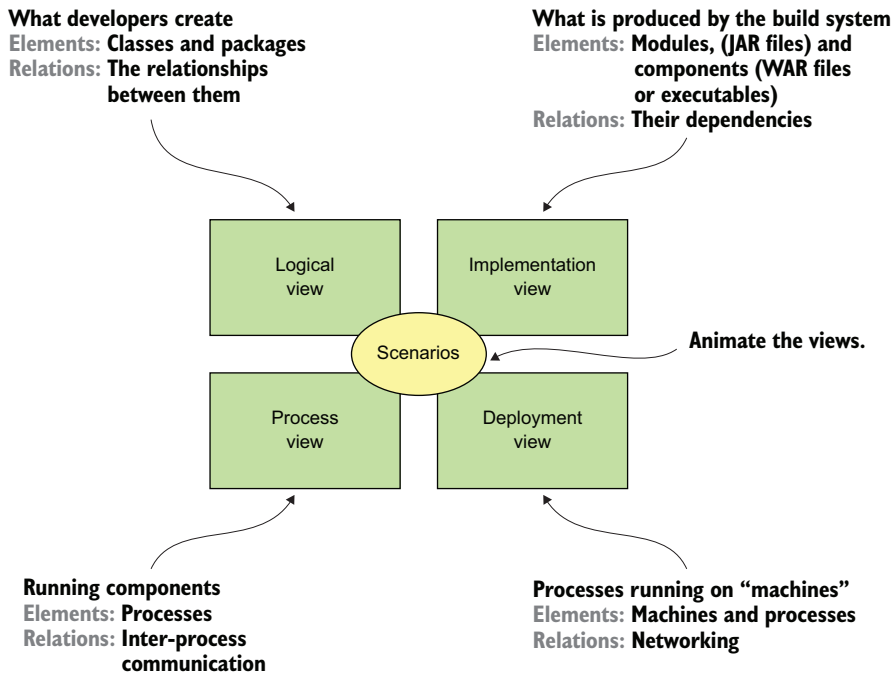 What developers create
Elements: Classes and packages
Relations: The relationships
between them
What is produced by the build system
Elements: Modules, (JAR files) and
components (WAR files
or executables)
Relations: Their dependencies
Logical
view
Implementation
view
Scenarios
Animate the views.
Process
view
Deployment
view
Running components
Elements: Processes
Relations: Inter-process
communication
Processes running on “machines”
Elements: Machines and processes
Relations: Networking